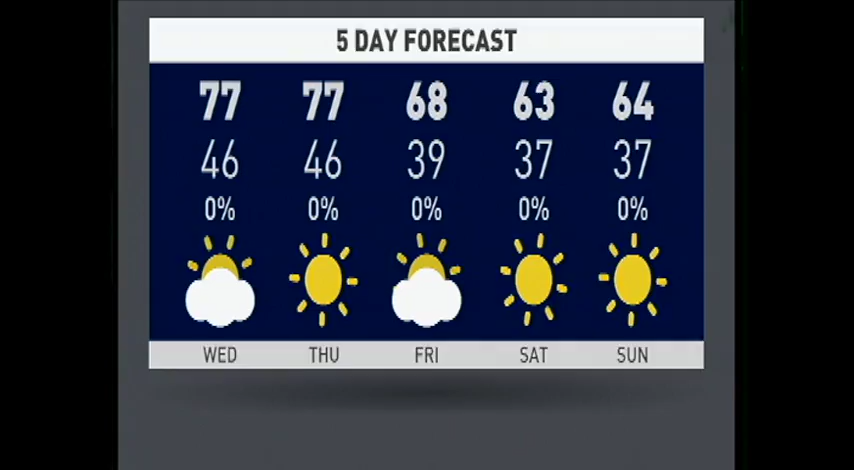 5 DAY FORECAST
77 77 68 63 64
46 46 39 37 37
0% 0% 0% 0% 0%
WED THU FRI SAT SUN